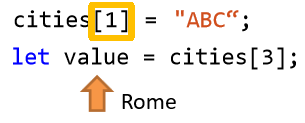 cities[1] = "ABC“;
let value = cities[3];
Rome